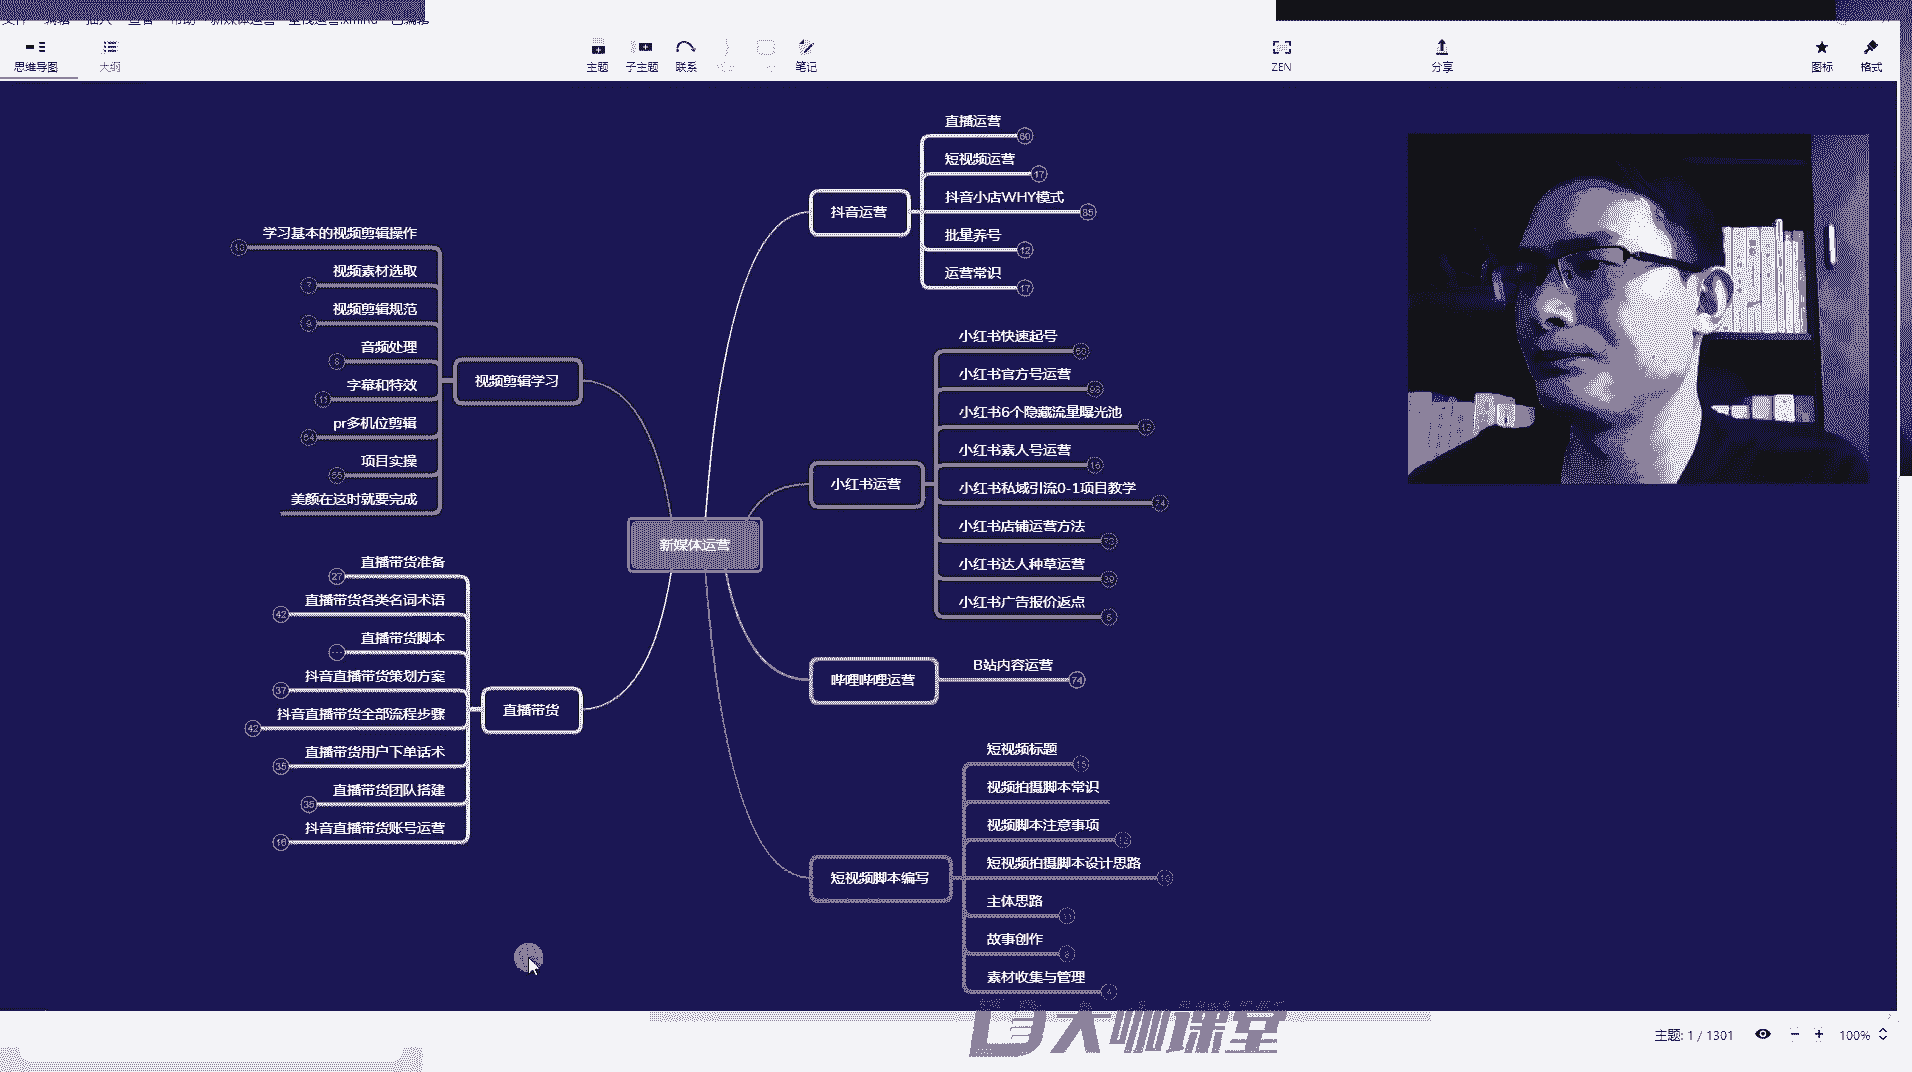 思维导图
大纲
主题
子主题
联系
笔记
ZEN
分享
图标
格式
新媒体运营
抖音运营
直播运营
60
短视频运营
17
抖音小店WHY模式
85
批量养号
12
运营常识
17
小红书运营
小红书快速起号
小红书官方号运营
小红书6个隐藏流量曝光池
小红书素人号运营
16
小红书私域引流0-1项目教学
小红书店铺运营方法
小红书达人种草运营
小红书广告报价返点
哔哩哔哩运营
B站内容运营
74
短视频脚本编写
短视频标题
视频拍摄脚本常识
视频脚本注意事项
短视频拍摄脚本设计思路
主体思路
故事创作
素材收集与管理
视频剪辑学习
学习基本的视频剪辑操作
视频素材选取
视频剪辑规范
音频处理
字幕和特效
11
pr多机位剪辑
项目实操
美颜在这时就要完成
直播带货
直播带货准备
27
直播带货各类名词术语
42
直播带货脚本
抖音直播带货策划方案
37
抖音直播带货全部流程步骤
42
直播带货用户下单话术
35
直播带货团队搭建
35
抖音直播带货账号运营
16
大咖课堂
主题: 1 / 1301
100%